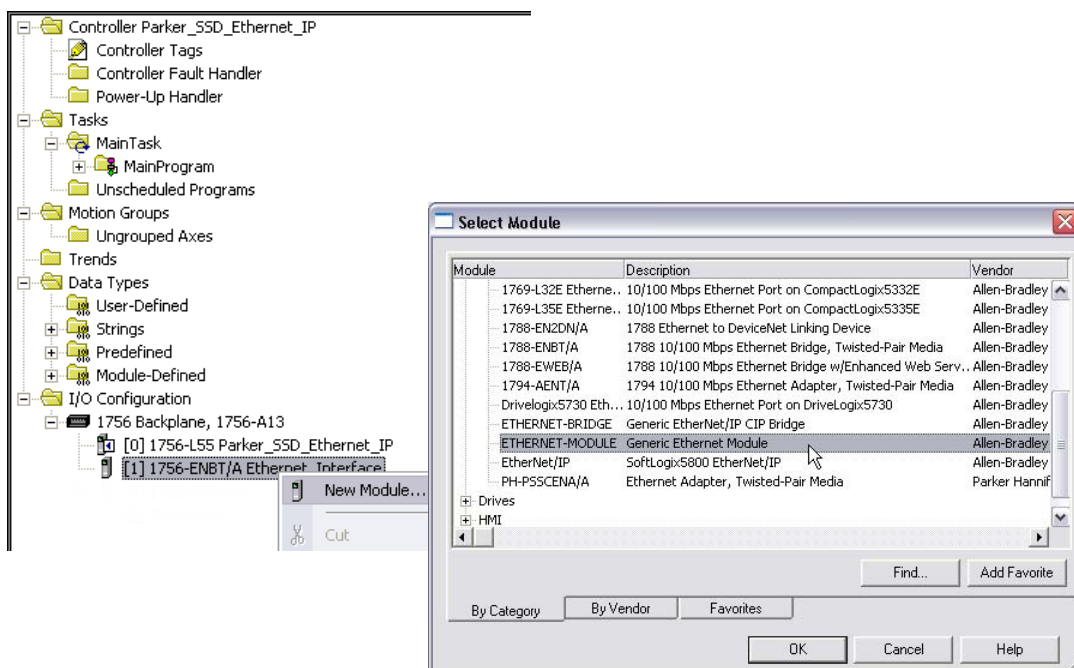 Controller Parker_SSD_Ethernet_IP
Controller Tags
Controller Fault Handler
Power-Up Handler
Tasks
MainTask
MainProgram
Unscheduled Programs
Motion Groups
Ungrouped Axes
Trends
Data Types
User-Defined
Strings
Predefined
Module-Defined
I/O Configuration
1756 Backplane, 1756-A13
[0] 1756-L55 Parker_SSD_Ethernet_IP
[1] 1756-ENBT/A Ethernet_Interface
New Module...
Cut
Select Module
Module Description Vendor
1769-L32E Etherne... 10/100 Mbps Ethernet Port on CompactLogix5332E Allen-Bradley
1769-L35E Etherne... 10/100 Mbps Ethernet Port on CompactLogix5335E Allen-Bradley
1788-EN2DN/A 1788 Ethernet to DeviceNet Linking Device Allen-Bradley
1788-ENBT/A 1788 10/100 Mbps Ethernet Bridge, Twisted-Pair Media Allen-Bradley
1788-EWEB/A 1788 10/100 Mbps Ethernet Bridge w/Enhanced Web Serv... Allen-Bradley
1794-AENT/A 1794 10/100 Mbps Ethernet Adapter, Twisted-Pair Media Allen-Bradley
Drivelogix5730 Eth... 10/100 Mbps Ethernet Port on DriveLogix5730 Allen-Bradley
ETHERNET-BRIDGE Generic EtherNet/IP CIP Bridge Allen-Bradley
ETHERNET-MODULE Generic Ethernet Module Allen-Bradley
EtherNet/IP SoftLogix5800 EtherNet/IP Allen-Bradley
PH-PSSCENA/A Ethernet Adapter, Twisted-Pair Media Parker Hannif
Drives
HMI
Find... Add Favorite
By Category By Vendor Favorites
OK Cancel Help